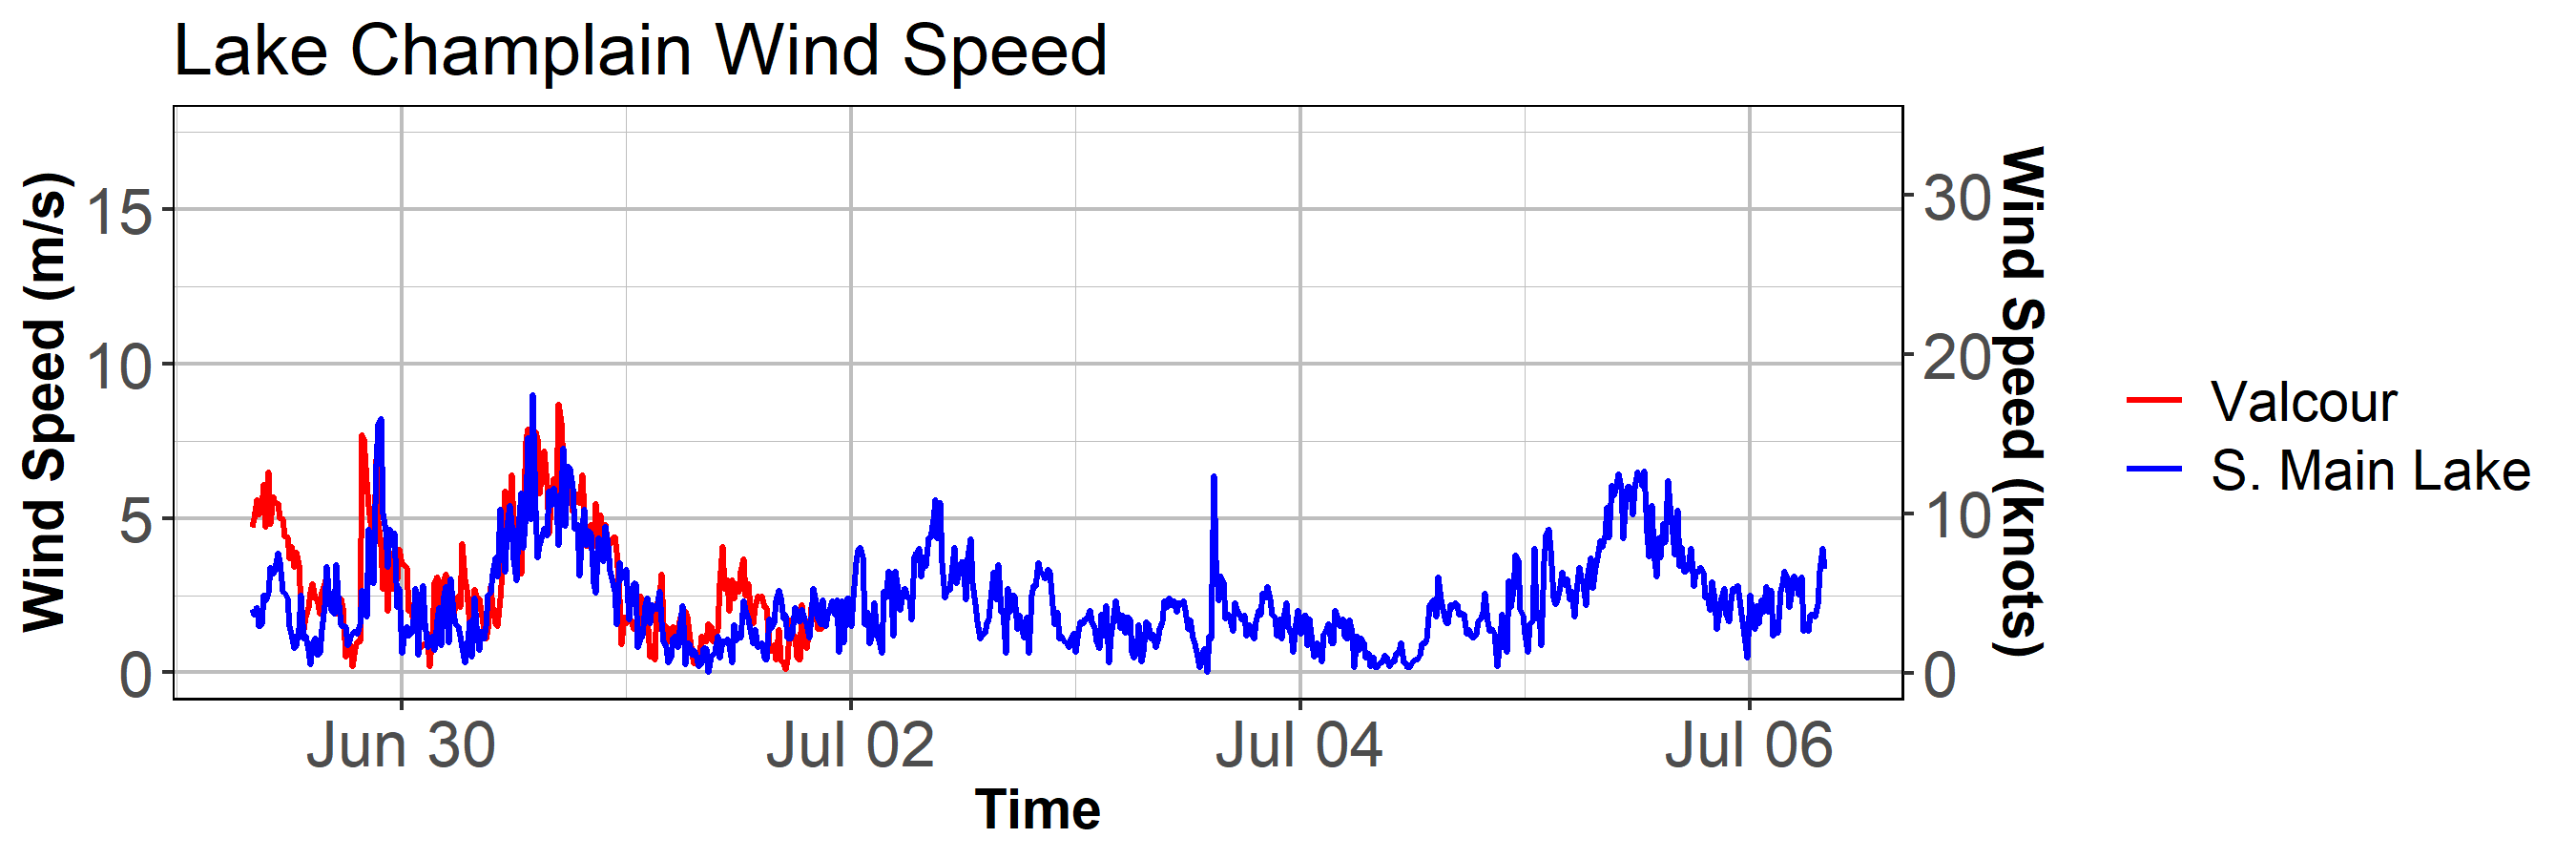 Lake Champlain Wind Speed
Wind Speed (m/s)
15
10
5
0
30
20
10
0
Wind Speed (knots)
Jun 30
Jul 02
Jul 04
Jul 06
Time
Valcour
S. Main Lake